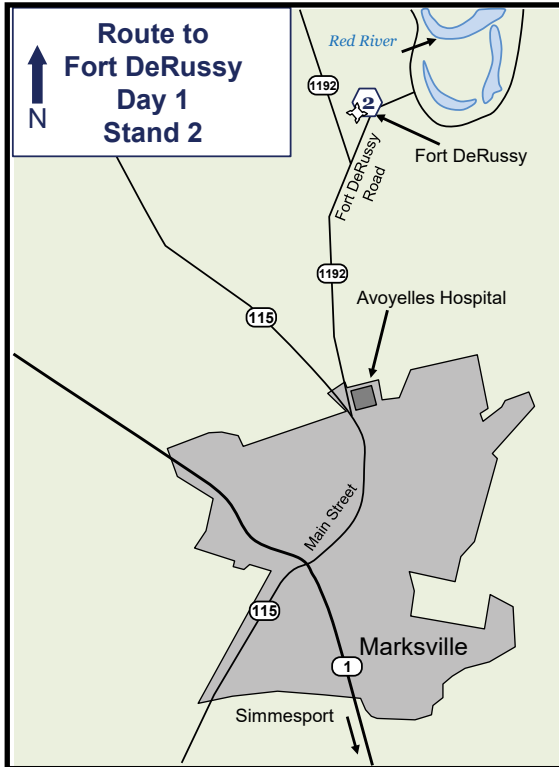 Route to
Fort DeRussy
Day 1
Stand 2
N
Red River
1192
2
Fort DeRussy
Fort DeRussy
Road
1192
Avoyelles Hospital
115
Main Street
115
Marksville
1
Simmesport